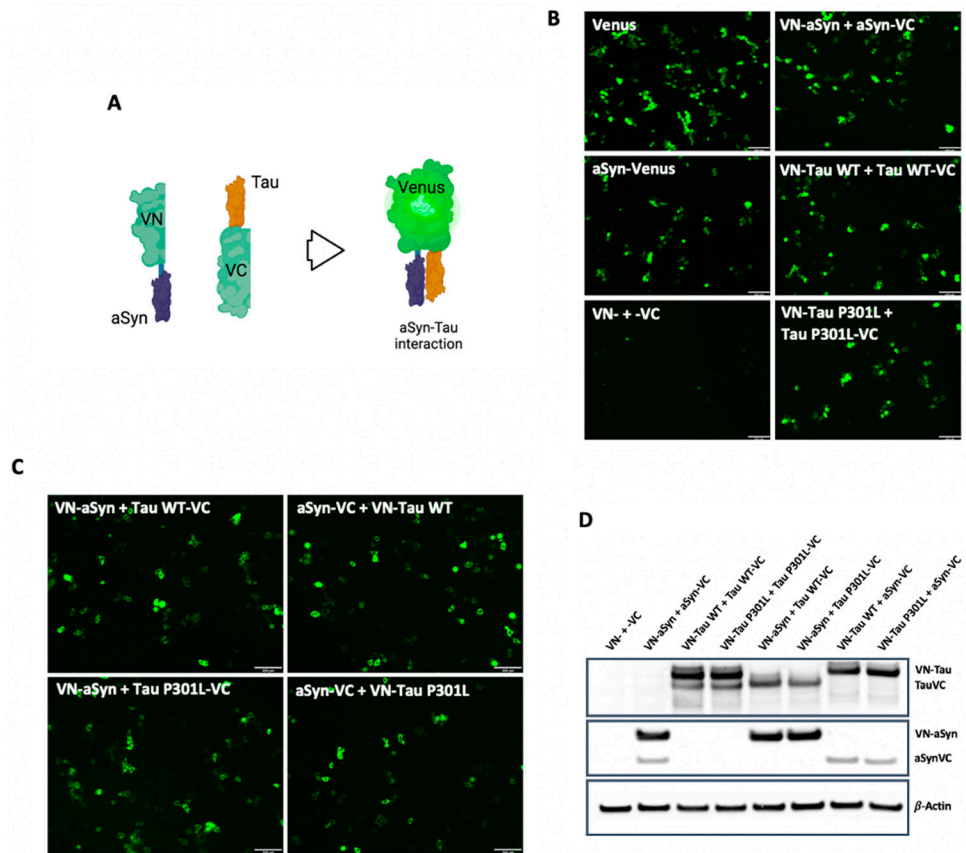 A
VN
VC
Tau
aSyn
Venus
aSyn-Tau
interaction
B
Venus
VN-aSyn + aSyn-VC
aSyn-Venus
VN-Tau WT + Tau WT-VC
VN- + -VC
VN-Tau P301L +
Tau P301L-VC
C
VN-aSyn + Tau WT-VC
aSyn-VC + VN-Tau WT
VN-aSyn + Tau P301L-VC
aSyn-VC + VN-Tau P301L
D
VN- + -VC
VN-aSyn + aSyn-VC
VN-Tau WT + Tau WT-VC
VN-Tau P301L + Tau P301L-VC
VN-aSyn + Tau WT-VC
VN-aSyn + Tau P301L-VC
VN-Tau WT + aSyn-VC
VN-Tau P301L + aSyn-VC
VN-Tau
TauVC
VN-aSyn
aSynVC
β-Actin